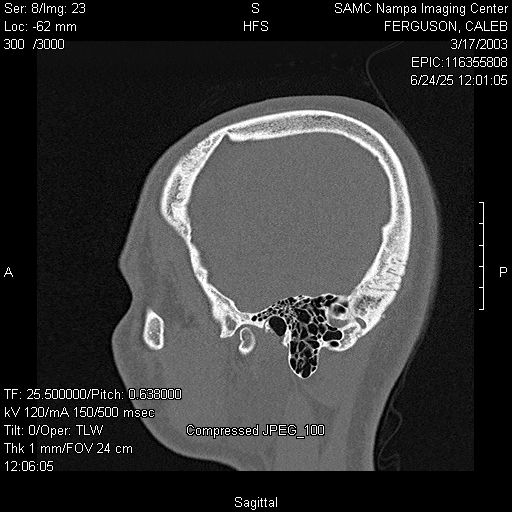 Ser: 8/Img: 23
Loc: -62 mm
300 /3000
S
HFS
SAMC Nampa Imaging Center
FERGUSON, CALEB
3/17/2003
EPIC:116355808
6/24/25 12:01:05
A
P
TF: 25.500000/Pitch: 0.638000
kV 120/mA 150/500 msec
Tilt: 0/Oper: TLW
Thk 1 mm/FOV 24 cm
12:06:05
Compressed JPEG_100
Sagittal